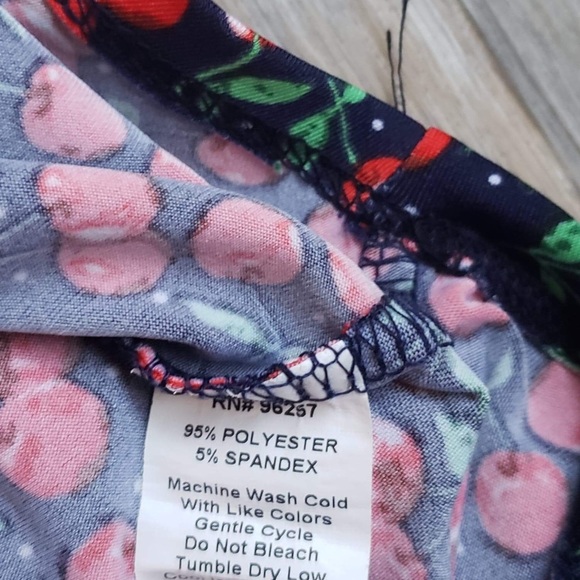 RN# 96257
95% POLYESTER
5% SPANDEX
Machine Wash Cold
With Like Colors
Gentle Cycle
Do Not Bleach
Tumble Dry Low